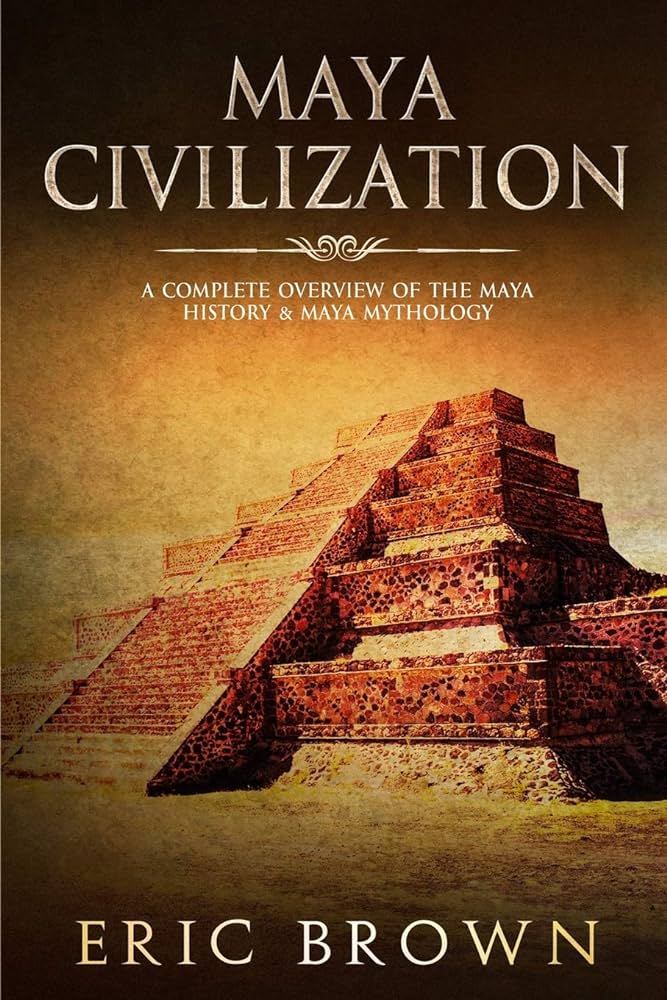 MAYA
CIVILIZATION
A COMPLETE OVERVIEW OF THE MAYA
HISTORY & MAYA MYTHOLOGY
ERIC BROWN